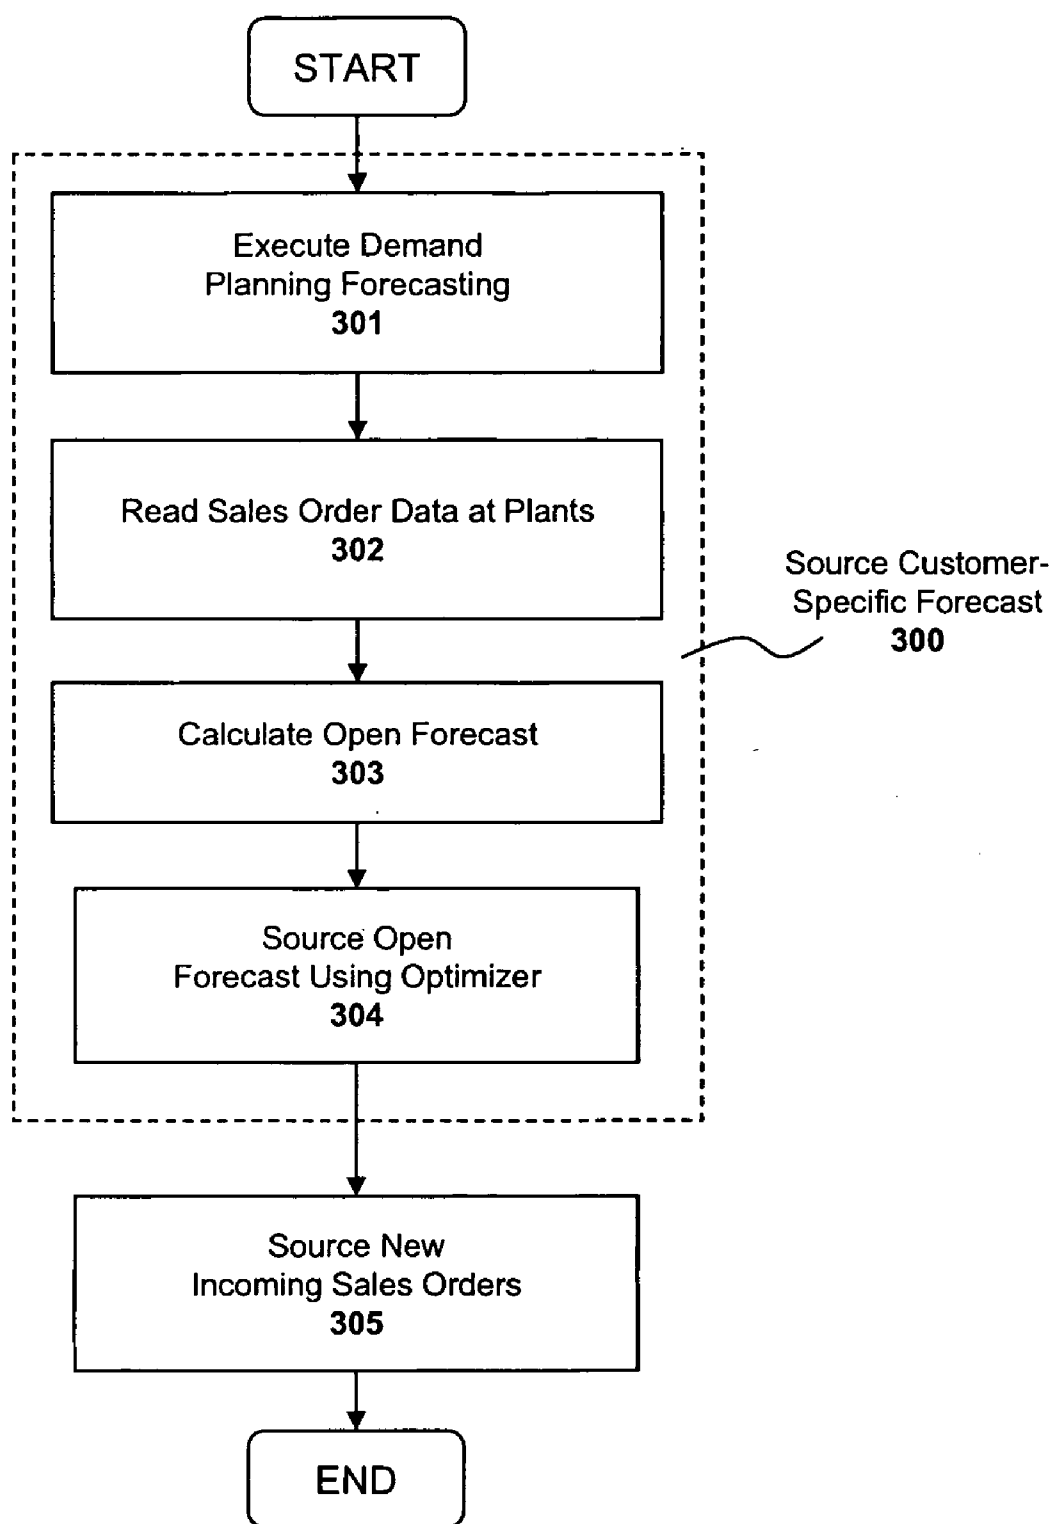 START
Execute Demand
Planning Forecasting
301
Read Sales Order Data at Plants
302
Source Customer-
Specific Forecast
300
Calculate Open Forecast
303
Source Open
Forecast Using Optimizer
304
Source New
Incoming Sales Orders
305
END